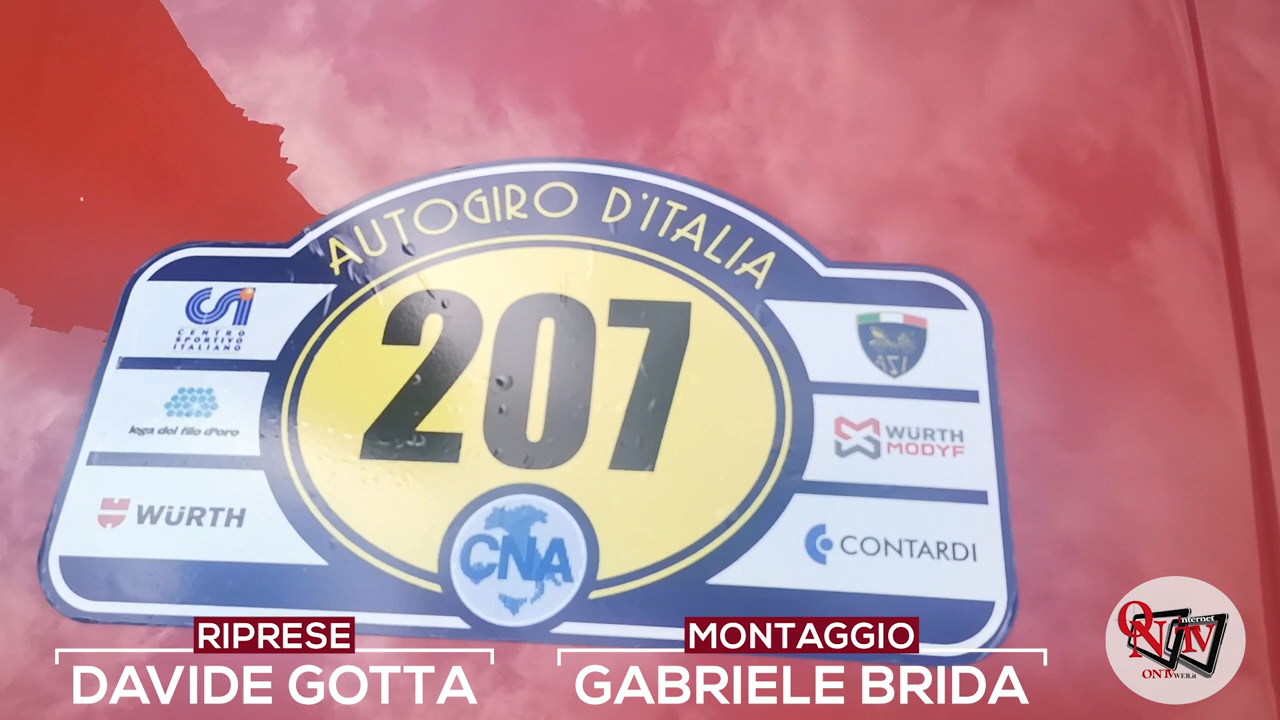 AUTOGIRO D'ITALIA
207
CSI
CENTRO
SPORTIVO
ITALIANO
lega del filo d'oro
WÜRTH
ASI
WÜRTH
MODYF
CONTARDI
CNA
RIPRESE
DAVIDE GOTTA
MONTAGGIO
GABRIELE BRIDA
ON Internet TV
ONTVWEB.it